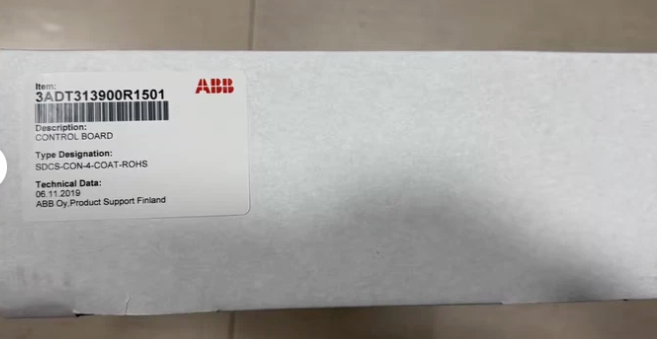 Item:
ABB
3ADT313900R1501
Description:
CONTROL BOARD
Type Designation:
SDCS-CON-4-COAT-ROHS
Technical Data:
06.11.2019
ABB Oy,Product Support Finland